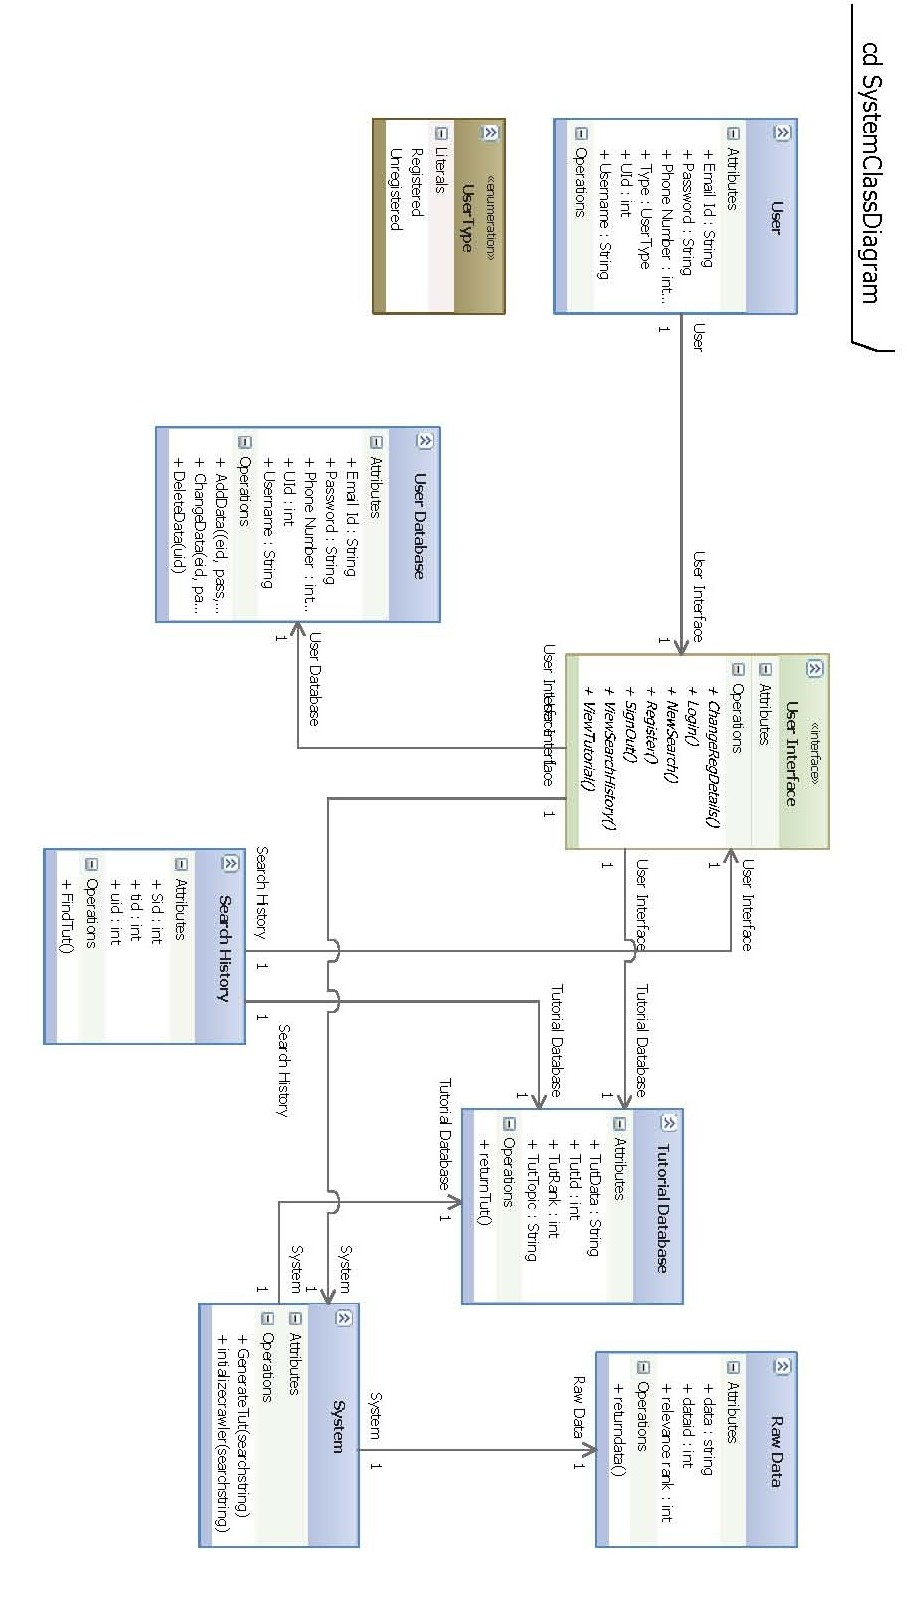 cd SystemClassDiagram
User
Attributes
+ Email Id : String
+ Password : String
+ Phone Number : int...
+ Type : UserType
+ UId : int
+ Username : String
Operations
«enumeration»
UserType
Literals
Registered
Unregistered
User
1
User Interface
1
«interface»
User Interface
Attributes
Operations
+ ChangeRegDetails()
+ Login()
+ NewSearch()
+ Register()
+ SignOut()
+ ViewSearchHistory()
+ ViewTutorial()
User Database
Attributes
+ Email Id : String
+ Password : String
+ Phone Number : int...
+ UId : int
+ Username : String
Operations
+ AddData((eid, pass,...
+ ChangeData(eid, pa...
+ DeleteData(uid)
User Database
1
User Interface
User Interface
1
User Interface
1
User Interface
1
Search History
Attributes
+ Sid : int
+ tid : int
+ uid : int
Operations
+ FindTut()
Search History
1
Search History
1
Tutorial Database
1
Tutorial Database
1
Tutorial Database
1
Tutorial Database
Attributes
+ TutData : String
+ TutId : int
+ TutRank : int
+ TutTopic : String
Operations
+ returnTut()
System
1
System
1
System
Attributes
Operations
+ GenerateTut(searchstring)
+ intializecrawler(searchstring)
System
1
Raw Data
1
Raw Data
Attributes
+ data : string
+ dataid : int
+ relevance rank : int
Operations
+ returndata()